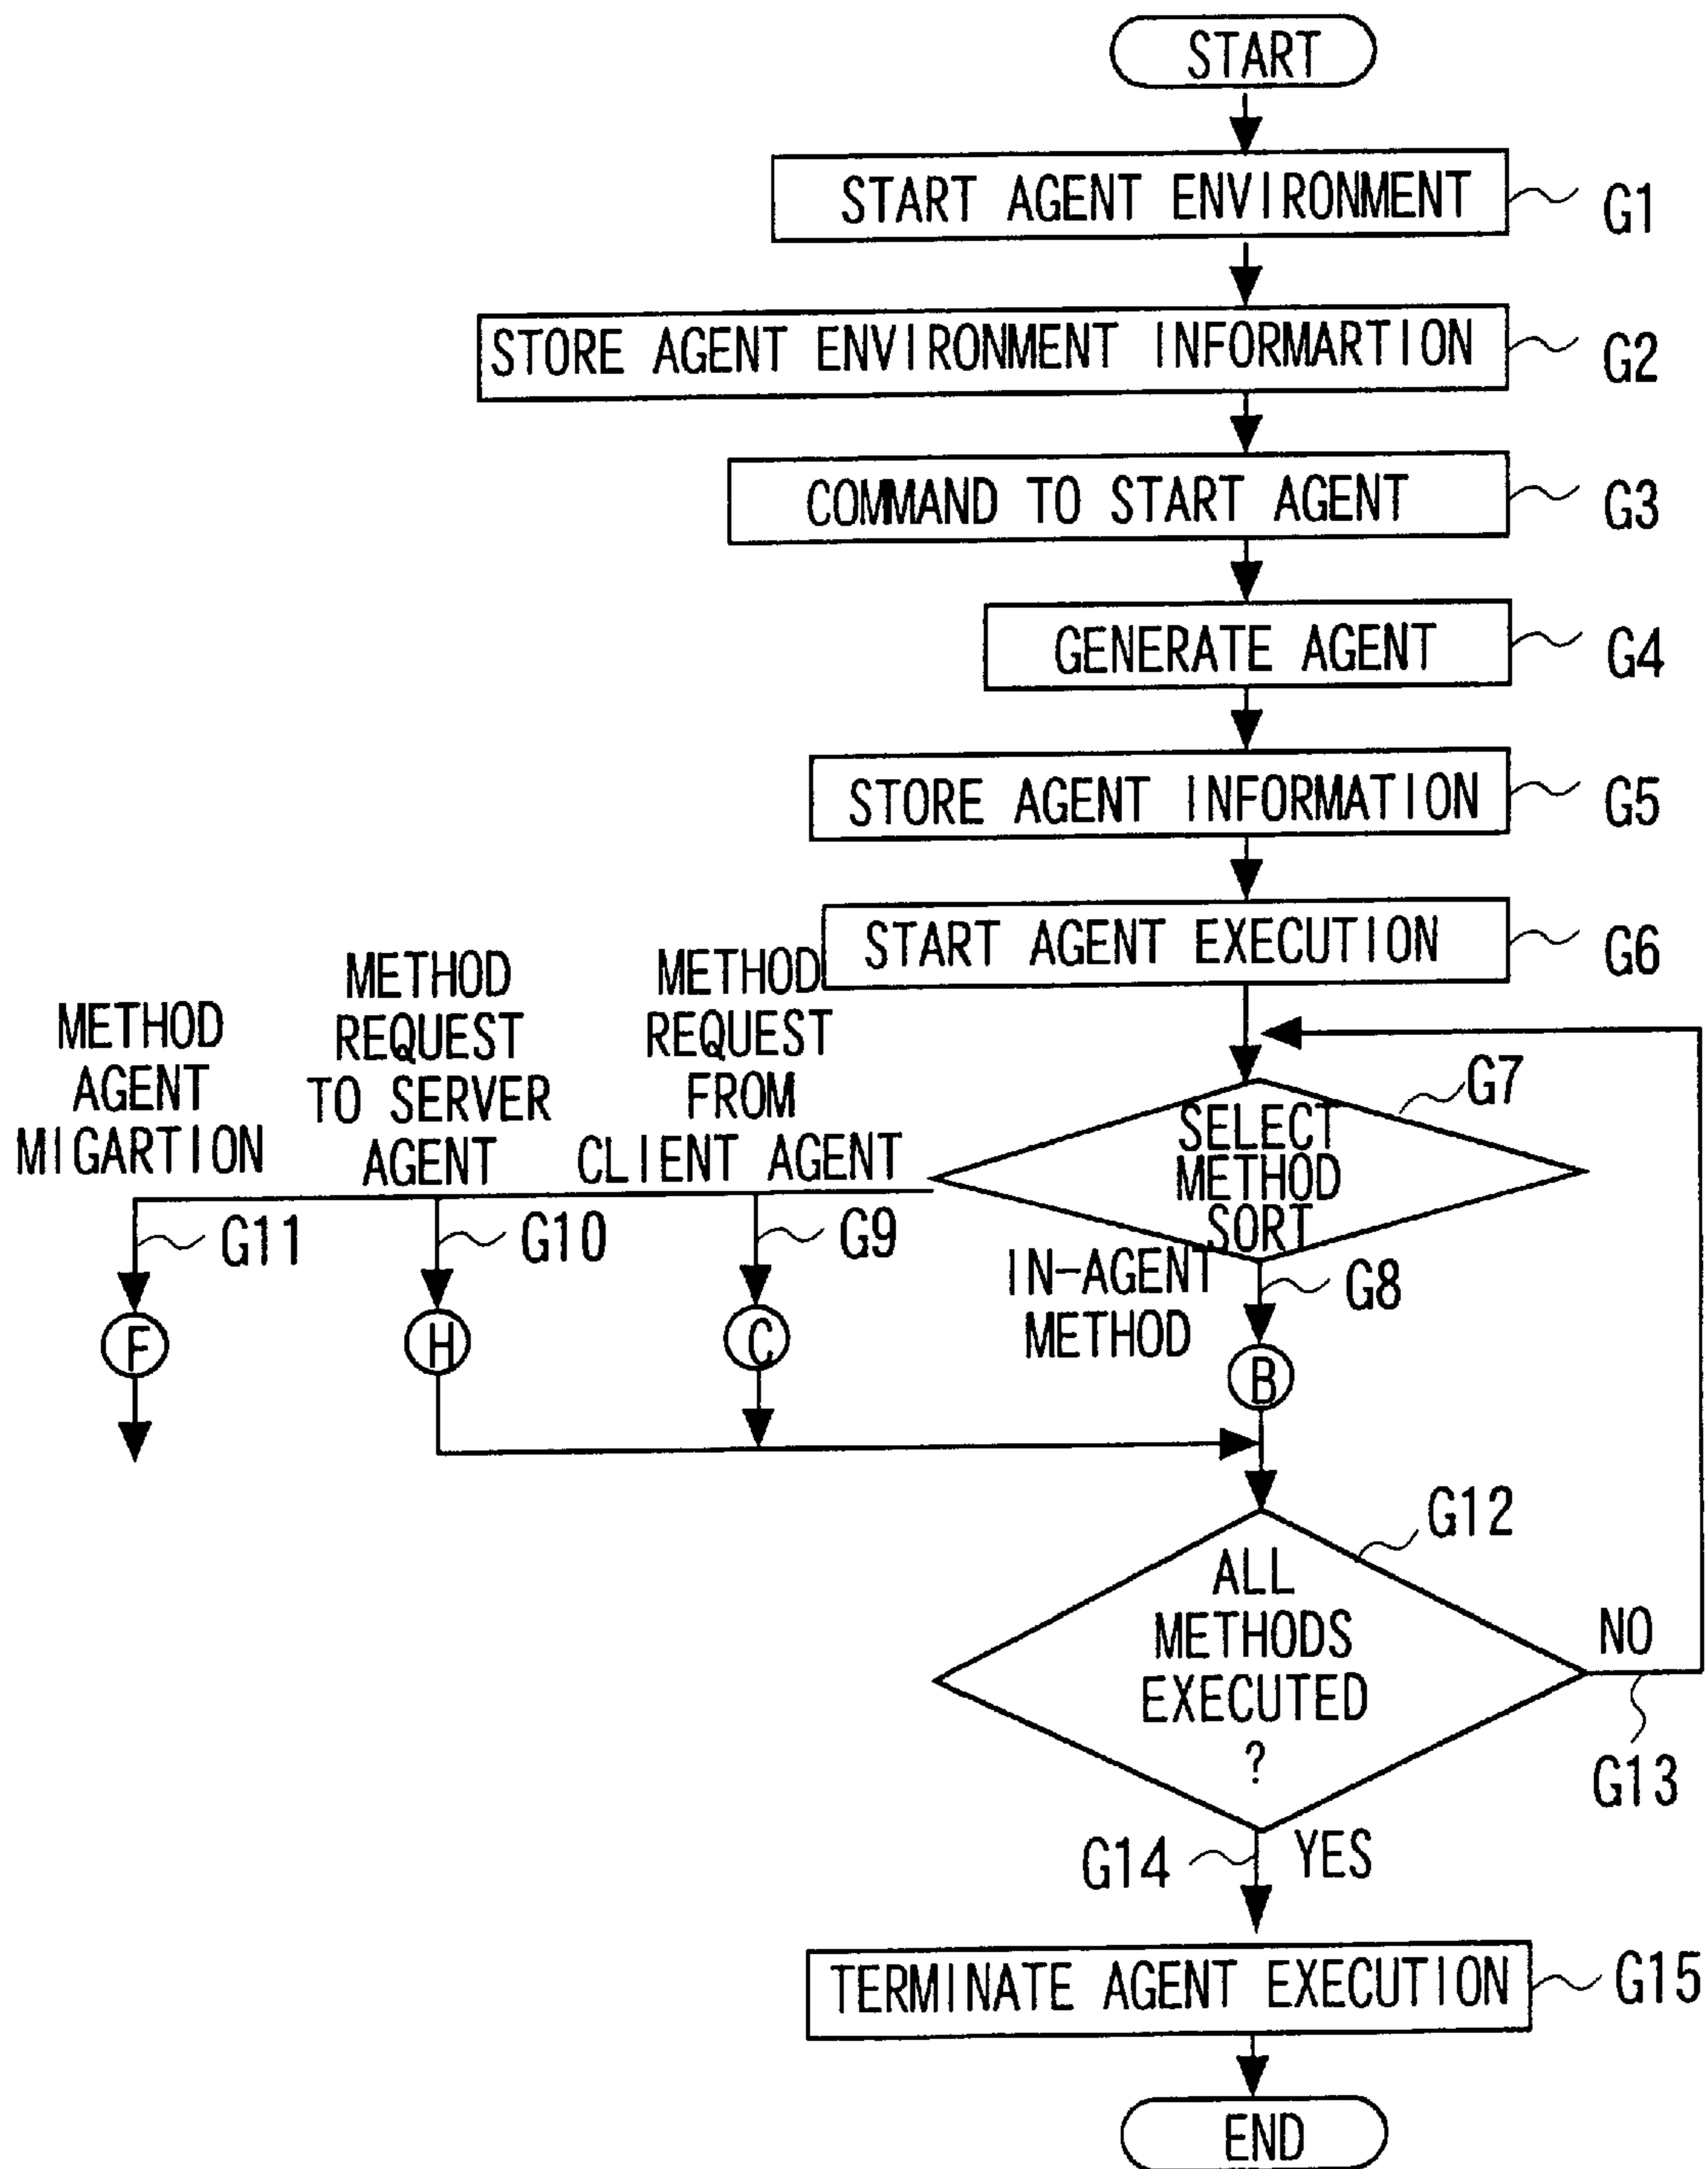 START
START AGENT ENVIRONMENT
G1
STORE AGENT ENVIRONMENT INFORMARTION
G2
COMMAND TO START AGENT
G3
GENERATE AGENT
G4
STORE AGENT INFORMATION
G5
START AGENT EXECUTION
G6
METHOD
AGENT
MIGARTION
METHOD
REQUEST
TO SERVER
AGENT
METHOD
REQUEST
FROM
CLIENT AGENT
SELECT
METHOD
SORT
G7
G11
G10
G9
IN-AGENT
METHOD
G8
F
H
C
B
G12
ALL
METHODS
EXECUTED
?
NO
G13
G14
YES
TERMINATE AGENT EXECUTION
G15
END